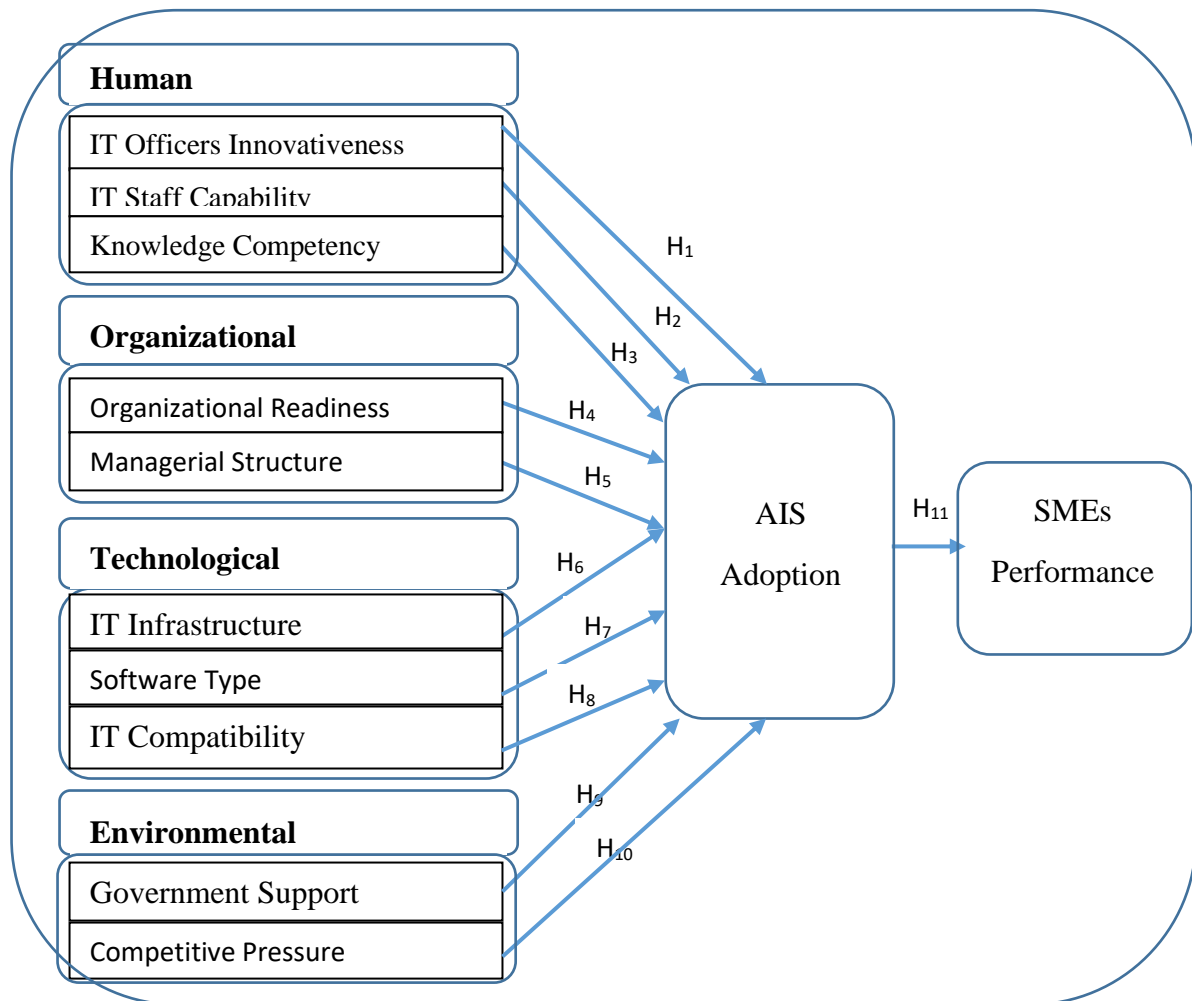 Human
IT Officers Innovativeness
IT Staff Capability
Knowledge Competency
H1
H2
H3
Organizational
Organizational Readiness
Managerial Structure
H4
H5
AIS
Adoption
H11
SMEs
Performance
Technological
IT Infrastructure
Software Type
IT Compatibility
H6
H7
H8
Environmental
Government Support
Competitive Pressure
H9
H10